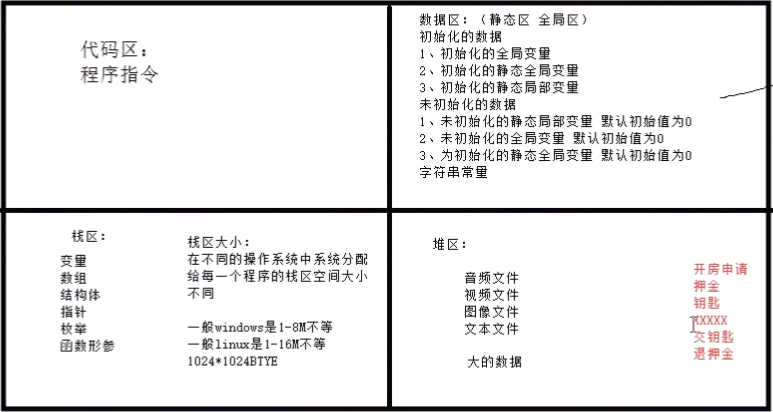 代码区：
程序指令
数据区：（静态区 全局区）
初始化的数据
1、初始化的全局变量
2、初始化的静态全局变量
3、初始化的静态局部变量
未初始化的数据
1、未初始化的静态局部变量 默认初始值为0
2、未初始化的全局变量 默认初始值为0
3、为初始化的静态全局变量 默认初始值为0
字符串常量
栈区：
变量
数组
结构体
指针
枚举
函数形参
栈区大小：
在不同的操作系统中系统分配
给每一个程序的栈区空间大小
不同
一般windows是1-8M不等
一般linux是1-16M不等
1024*1024BTYE
堆区：
音频文件
视频文件
图像文件
文本文件
大的数据
开房申请
押金
钥匙
XXXXX
交钥匙
退押金